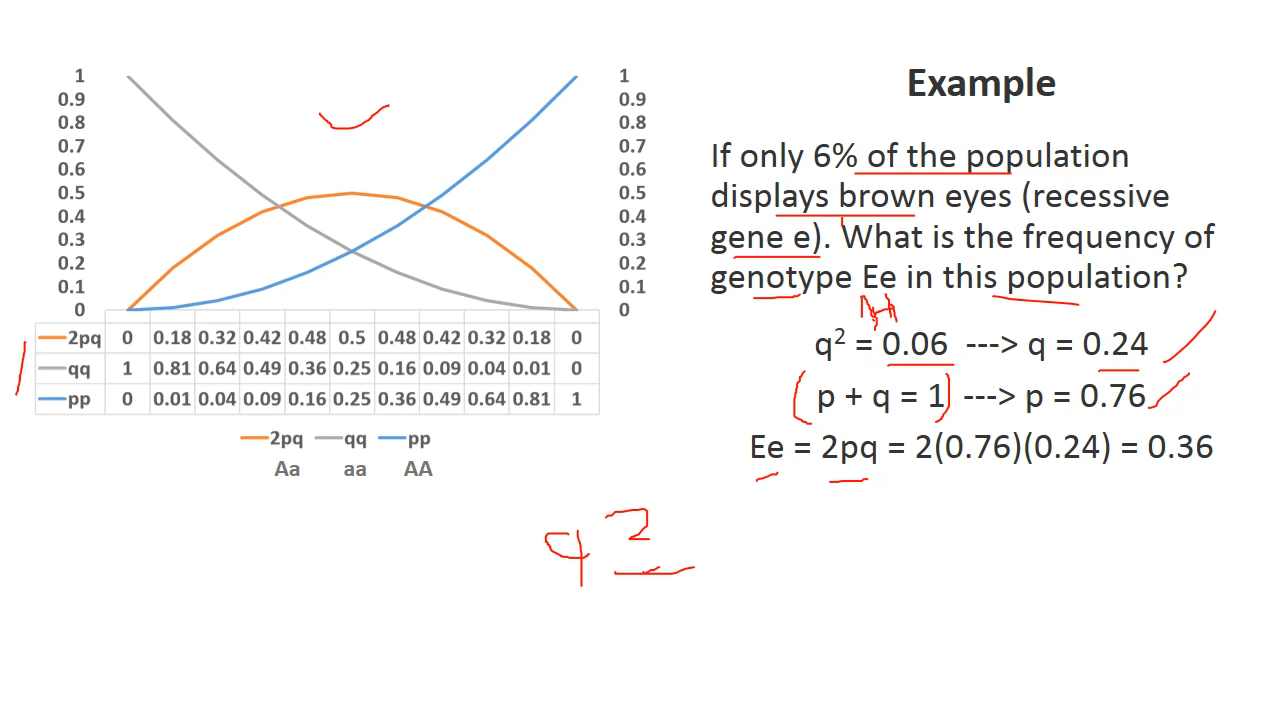 Example
1 1
0.9 0.9
0.8 0.8
0.7 0.7
0.6 0.6
0.5 0.5
0.4 0.4
0.3 0.3
0.2 0.2
0.1 0.1
0 0
2pq 0 0.18 0.32 0.42 0.48 0.5 0.48 0.42 0.32 0.18 0
qq 1 0.81 0.64 0.49 0.36 0.25 0.16 0.09 0.04 0.01 0
pp 0 0.01 0.04 0.09 0.16 0.25 0.36 0.49 0.64 0.81 1
2pq qq pp
Aa aa AA
If only 6% of the population
displays brown eyes (recessive
gene e). What is the frequency of
genotype Ee in this population?
q² = 0.06 ---> q = 0.24
p + q = 1 ---> p = 0.76
Ee = 2pq = 2(0.76)(0.24) = 0.36
q²